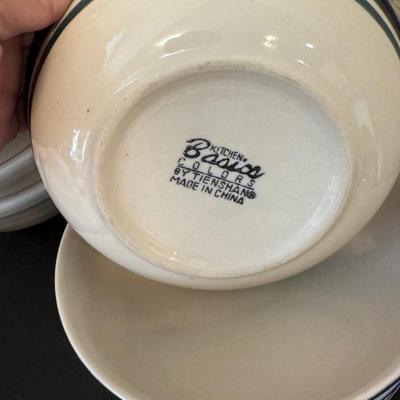 KITCHEN®
Basics
COLORS
BY TIENSHAN®
MADE IN CHINA